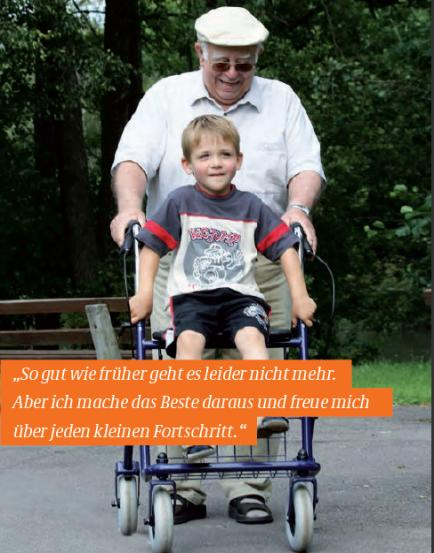 „So gut wie früher geht es leider nicht mehr.
Aber ich mache das Beste daraus und freue mich
über jeden kleinen Fortschritt.“